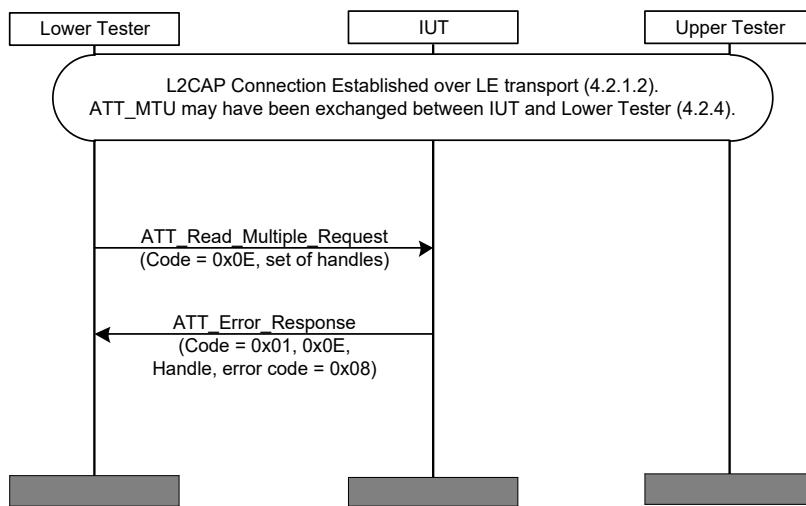 Lower Tester
IUT
Upper Tester
L2CAP Connection Established over LE transport (4.2.1.2).
ATT_MTU may have been exchanged between IUT and Lower Tester (4.2.4).
ATT_Read_Multiple_Request
(Code = 0x0E, set of handles)
ATT_Error_Response
(Code = 0x01, 0x0E,
Handle, error code = 0x08)